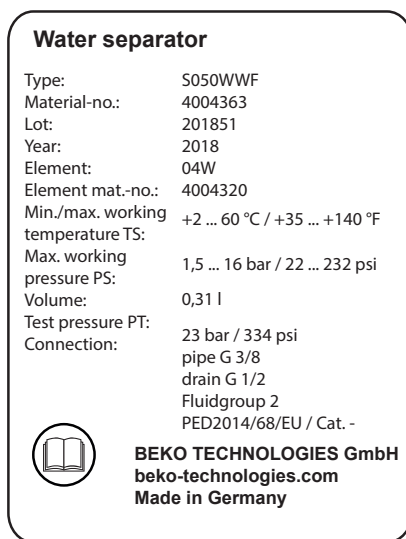 Water separator
Type: S050WWF
Material-no.: 4004363
Lot: 201851
Year: 2018
Element: 04W
Element mat.-no.: 4004320
Min./max. working
temperature TS: +2 ... 60 °C / +35 ... +140 °F
Max. working
pressure PS: 1,5 ... 16 bar / 22 ... 232 psi
Volume: 0,31 l
Test pressure PT: 23 bar / 334 psi
Connection: pipe G 3/8
drain G 1/2
Fluidgroup 2
PED2014/68/EU / Cat. -
BEKO TECHNOLOGIES GmbH
beko-technologies.com
Made in Germany